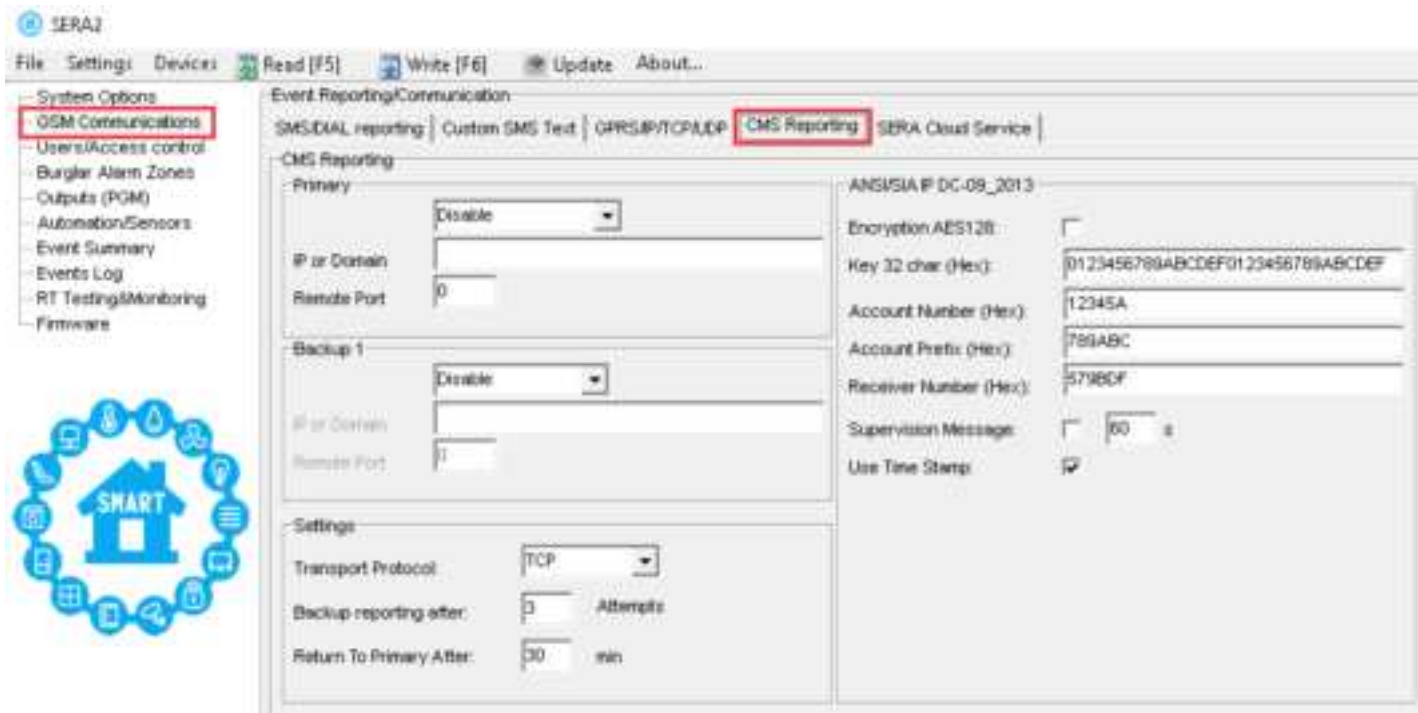 SERA2
File Settings Devices Read [F5] Write [F6] Update About...
System Options
GSM Communications
Users/Access control
Burglar Alarm Zones
Outputs (PGM)
Automation/Sensors
Event Summary
Events Log
RT Testing&Monitoring
Firmware
SMART
Event Reporting/Communication
SMS/DIAL reporting Custom SMS Text GPRS/IP/TCP/UDP CMS Reporting SERA Cloud Service
CMS Reporting
Primary
Disable
IP or Domain
Remote Port 0
Backup 1
Disable
IP or Domain
Remote Port 0
Settings
Transport Protocol TCP
Backup reporting after: 3 Attempts
Return To Primary After: 30 min
ANSI/SIA IP DC-09_2013
Encryption AES128
Key 32 char (Hex): 0123456789ABCDEF0123456789ABCDEF
Account Number (Hex): 12345A
Account Prefix (Hex): 789ABC
Receiver Number (Hex): 579BDF
Supervision Message: 60 s
Use Time Stamp: